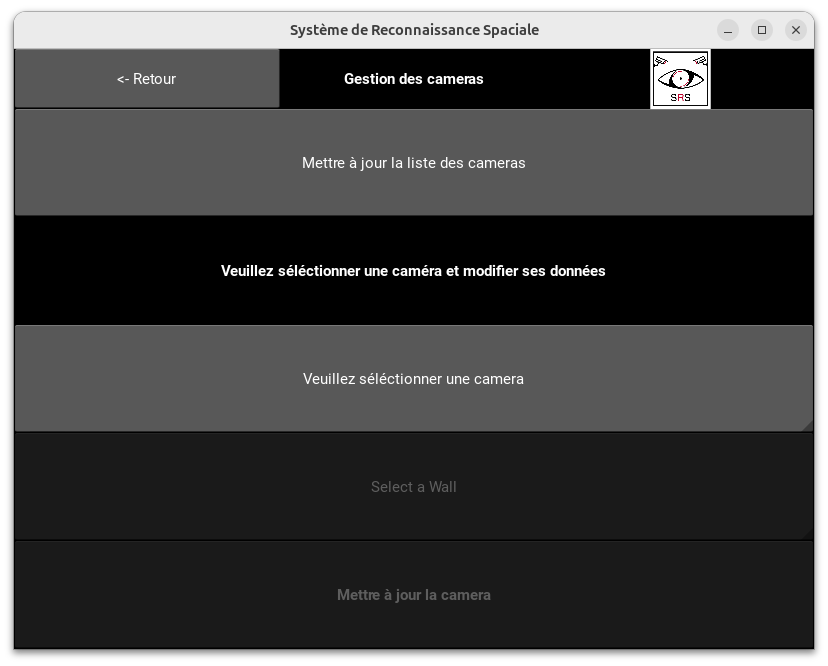 Système de Reconnaissance Spaciale
<- Retour
Gestion des cameras
SRS
Mettre à jour la liste des cameras
Veuillez séléctionner une caméra et modifier ses données
Veuillez séléctionner une camera
Select a Wall
Mettre à jour la camera